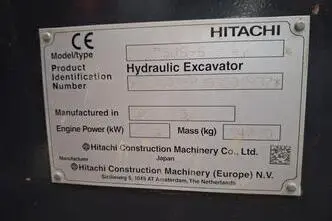 CE HITACHI
Model/type
Product Hydraulic Excavator
Identification
Number
Manufactured in
Engine Power (kW) Mass (kg)
Hitachi Construction Machinery Co., Ltd.
Manufacturer Japan
Hitachi Construction Machinery (Europe) N.V.
Siciliëweg 5, 1045 AT Amsterdam, The Netherlands